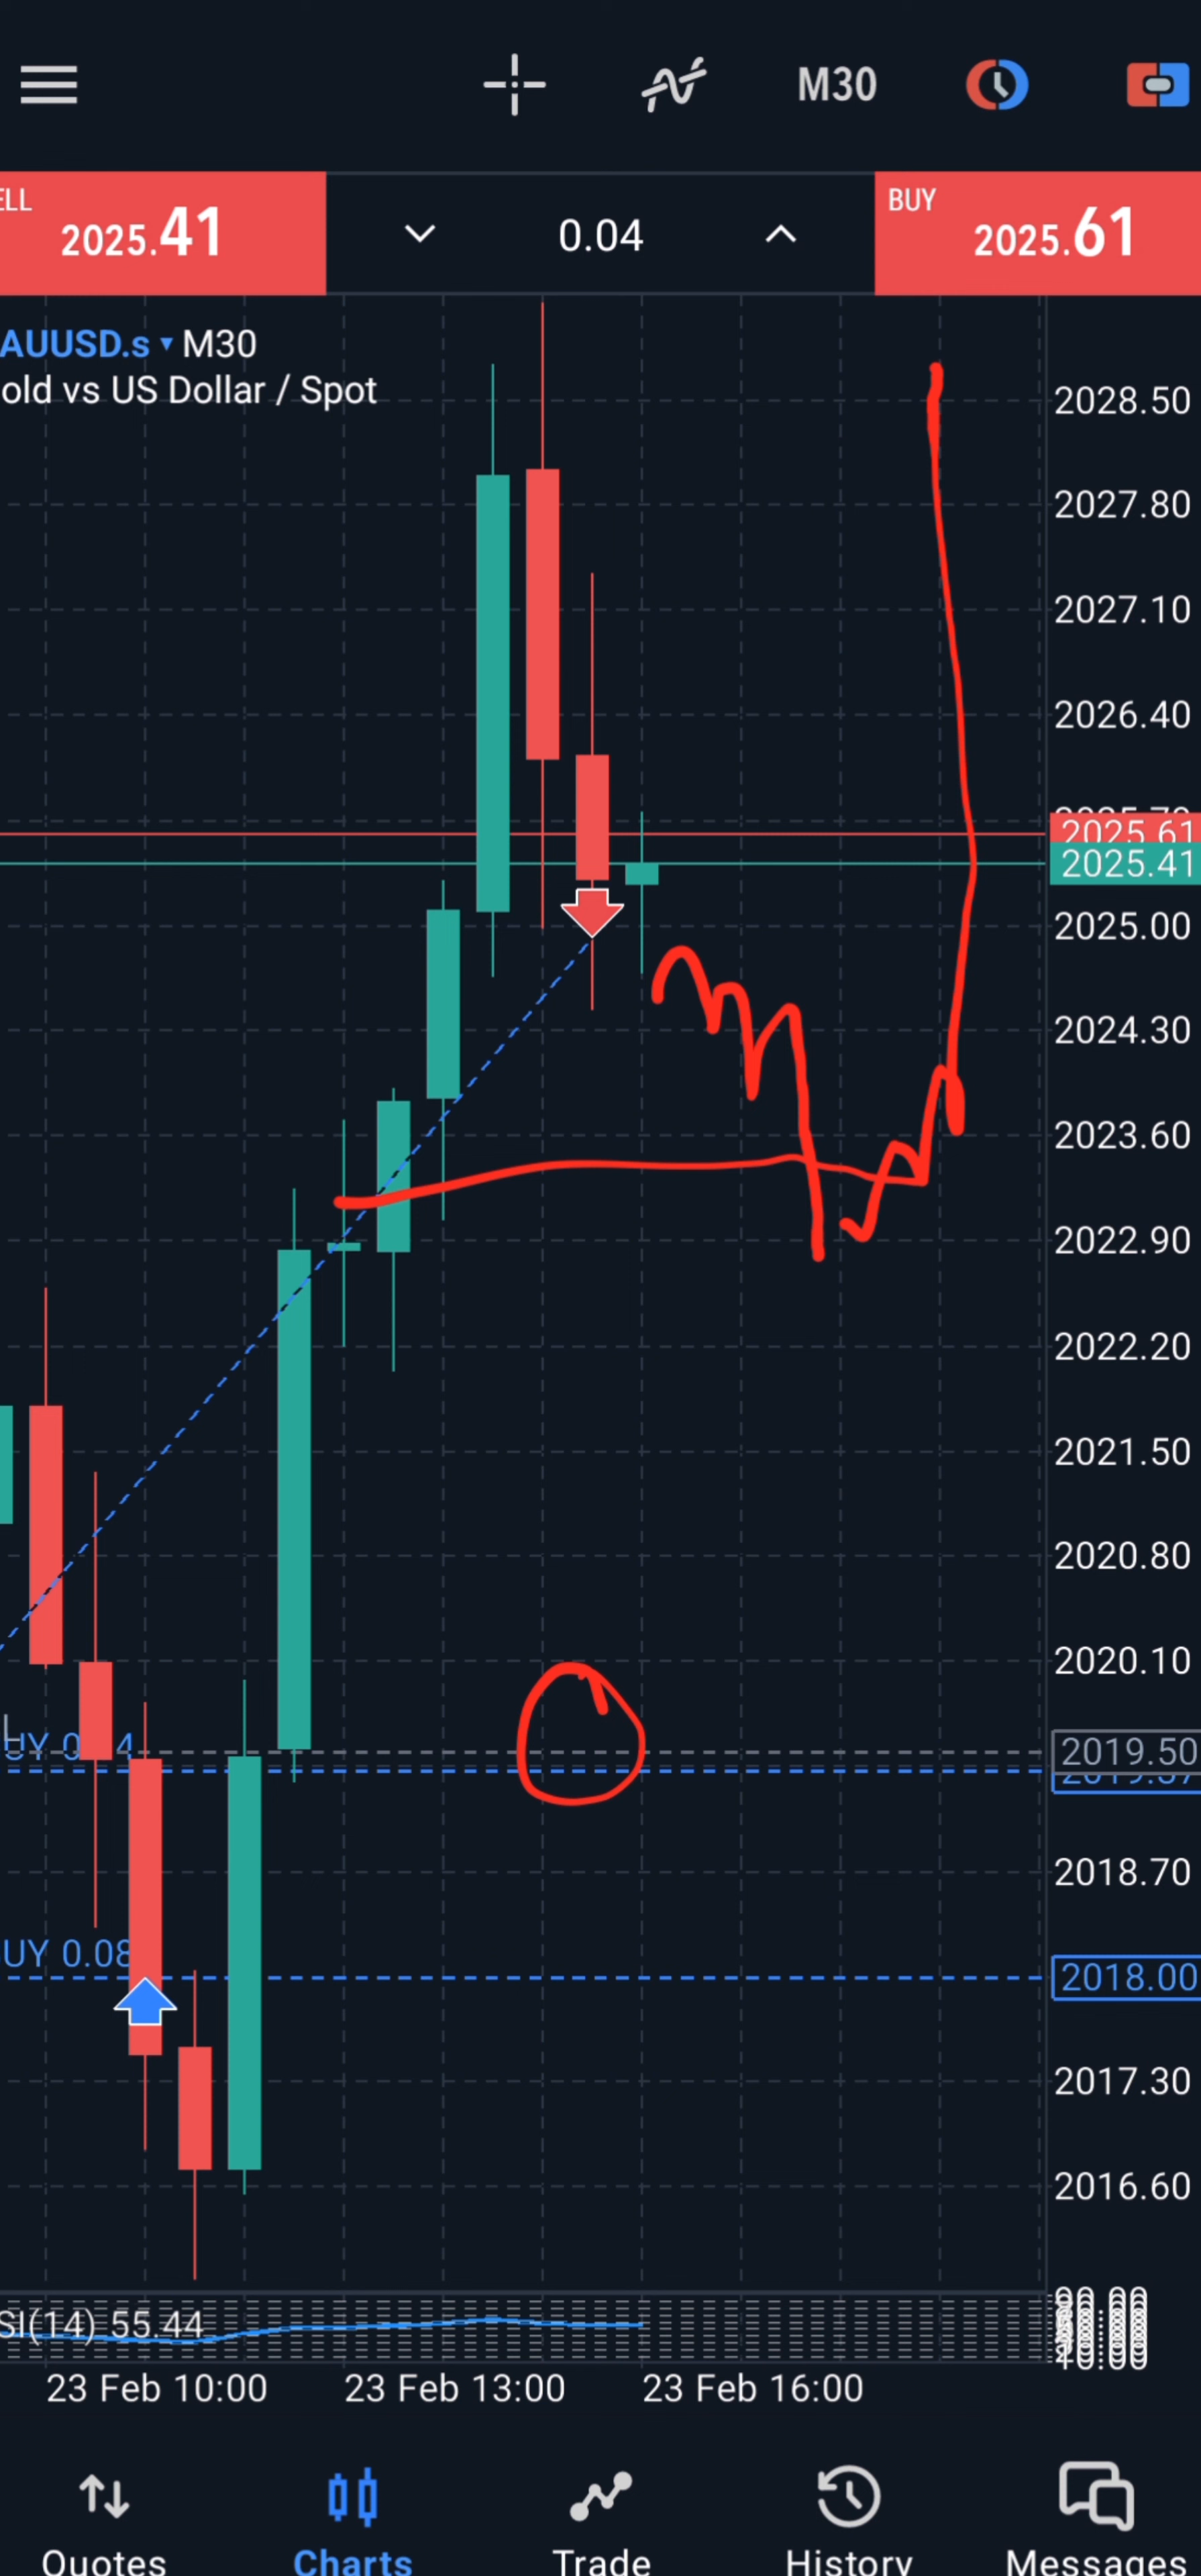 M30
ELL
2025.41
0.04
BUY
2025.61
AUUSD.s M30
old vs US Dollar / Spot
2028.50
2027.80
2027.10
2026.40
2025.61
2025.41
2025.00
2024.30
2023.60
2022.90
2022.20
2021.50
2020.80
2020.10
2019.50
2018.70
UY 0.08
2018.00
2017.30
2016.60
SI(14) 55.44
23 Feb 10:00
23 Feb 13:00
23 Feb 16:00
Quotes
Charts
Trade
History
Messages